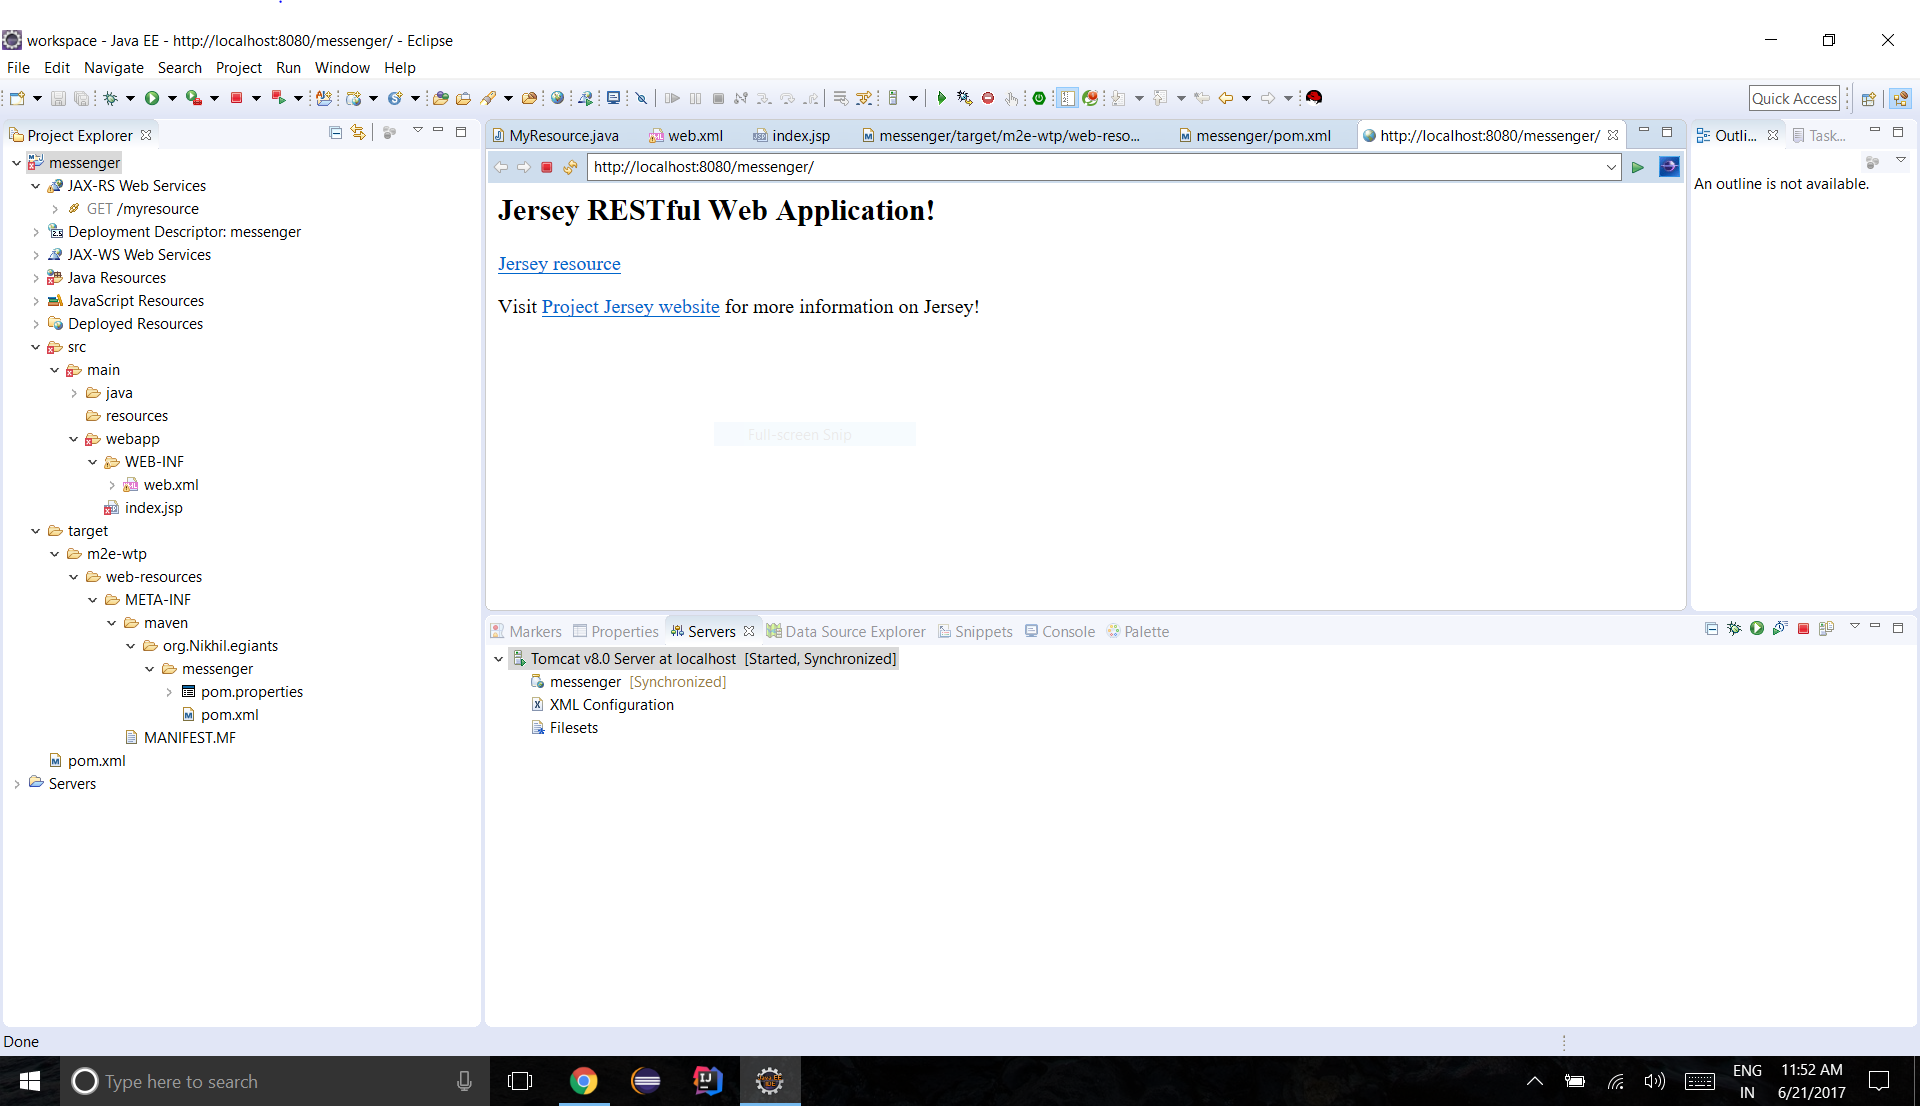 workspace - Java EE - http://localhost:8080/messenger/ - Eclipse
File Edit Navigate Search Project Run Window Help
Quick Access
Project Explorer
messenger
JAX-RS Web Services
GET /myresource
Deployment Descriptor: messenger
JAX-WS Web Services
Java Resources
JavaScript Resources
Deployed Resources
src
main
java
resources
webapp
WEB-INF
web.xml
index.jsp
target
m2e-wtp
web-resources
META-INF
maven
org.Nikhil.egiants
messenger
pom.properties
pom.xml
MANIFEST.MF
pom.xml
Servers
MyResource.java web.xml index.jsp messenger/target/m2e-wtp/web-reso... messenger/pom.xml http://localhost:8080/messenger/
http://localhost:8080/messenger/
Jersey RESTful Web Application!
Jersey resource
Visit Project Jersey website for more information on Jersey!
Full-screen Snip
Outli... Task...
An outline is not available.
Markers Properties Servers Data Source Explorer Snippets Console Palette
Tomcat v8.0 Server at localhost [Started, Synchronized]
messenger [Synchronized]
XML Configuration
Filesets
Done
Type here to search
ENG
IN
11:52 AM
6/21/2017